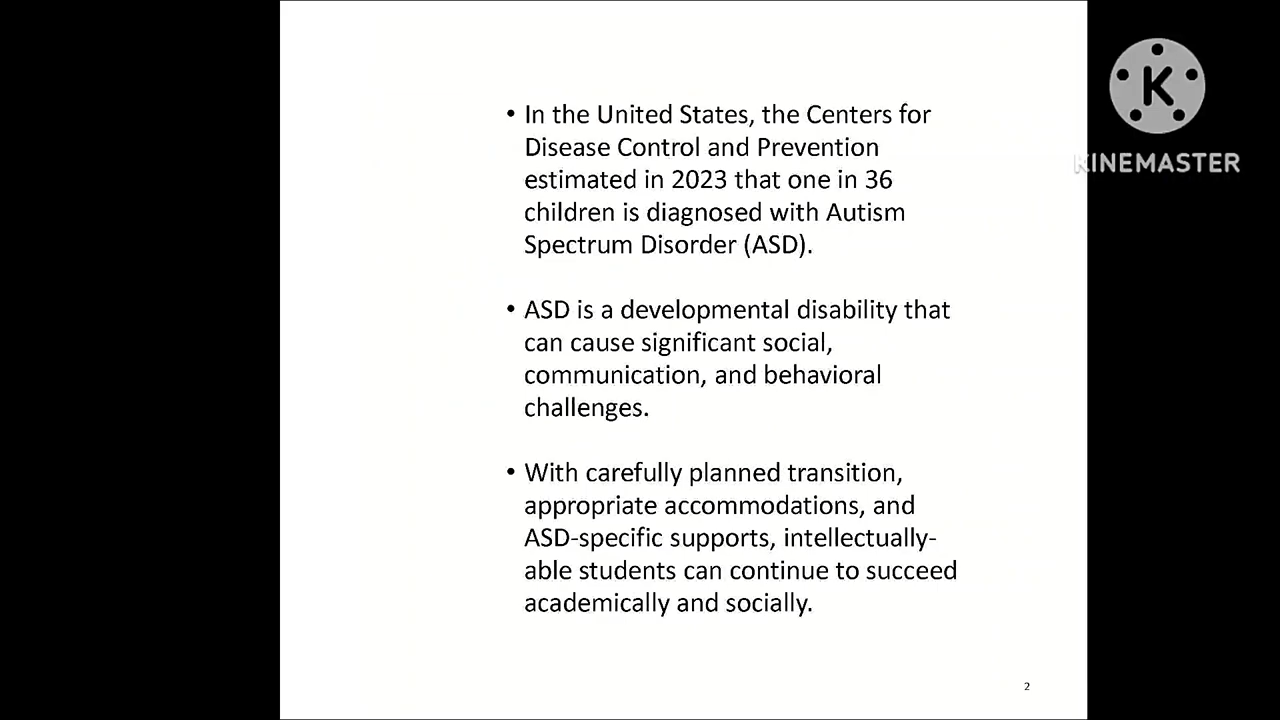 • In the United States, the Centers for
Disease Control and Prevention
estimated in 2023 that one in 36
children is diagnosed with Autism
Spectrum Disorder (ASD).
• ASD is a developmental disability that
can cause significant social,
communication, and behavioral
challenges.
• With carefully planned transition,
appropriate accommodations, and
ASD-specific supports, intellectually-
able students can continue to succeed
academically and socially.
2
K
KINEMASTER